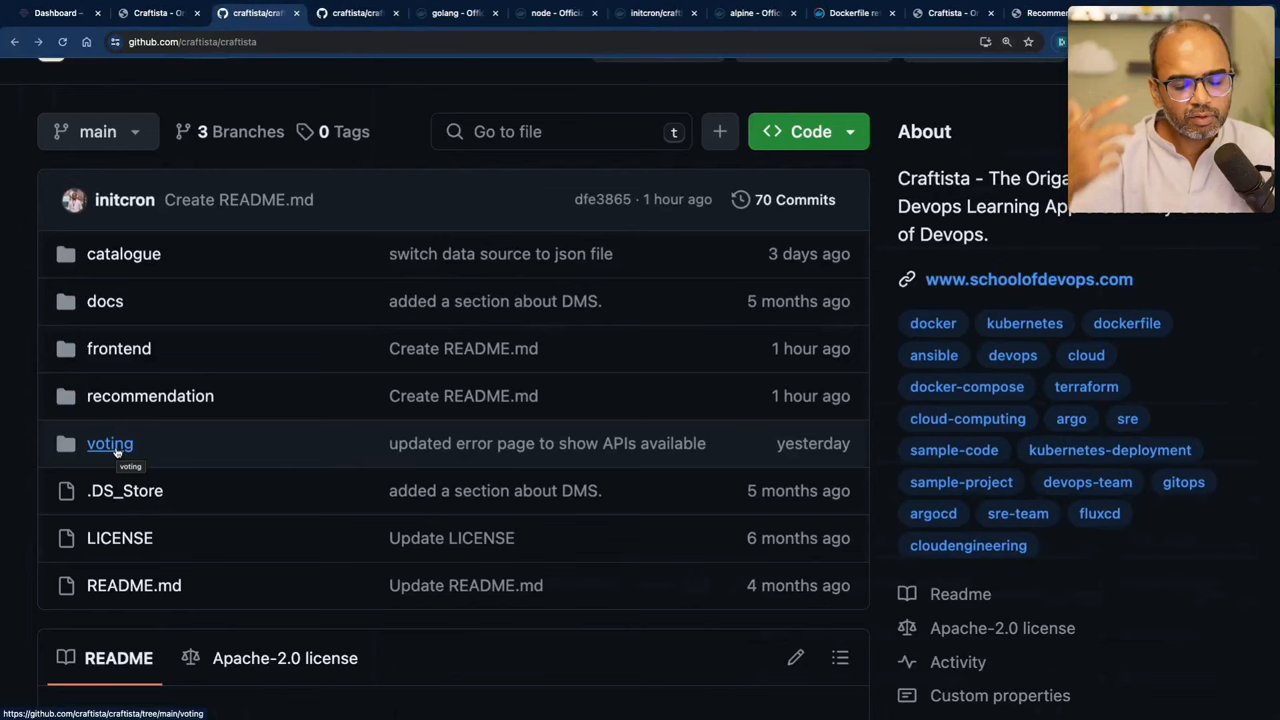 Dashboard -
Craftista - Or
craftista/craf
craftista/craf
golang - Offic
node - Officia
initcron/craft
alpine - Offic
Dockerfile re
Craftista - Or
Recomme
github.com/craftista/craftista
main
3 Branches
0 Tags
Go to file
t
Code
About
Craftista - The Origa
Devops Learning App
of Devops.
www.schoolofdevops.com
initcron
Create README.md
dfe3865 · 1 hour ago
70 Commits
catalogue
switch data source to json file
3 days ago
docs
added a section about DMS.
5 months ago
frontend
Create README.md
1 hour ago
recommendation
Create README.md
1 hour ago
voting
updated error page to show APIs available
yesterday
voting
.DS_Store
added a section about DMS.
5 months ago
LICENSE
Update LICENSE
6 months ago
README.md
Update README.md
4 months ago
README
Apache-2.0 license
docker
kubernetes
dockerfile
ansible
devops
cloud
docker-compose
terraform
cloud-computing
argo
sre
sample-code
kubernetes-deployment
sample-project
devops-team
gitops
argocd
sre-team
fluxcd
cloudengineering
Readme
Apache-2.0 license
Activity
Custom properties
https://github.com/craftista/craftista/tree/main/voting